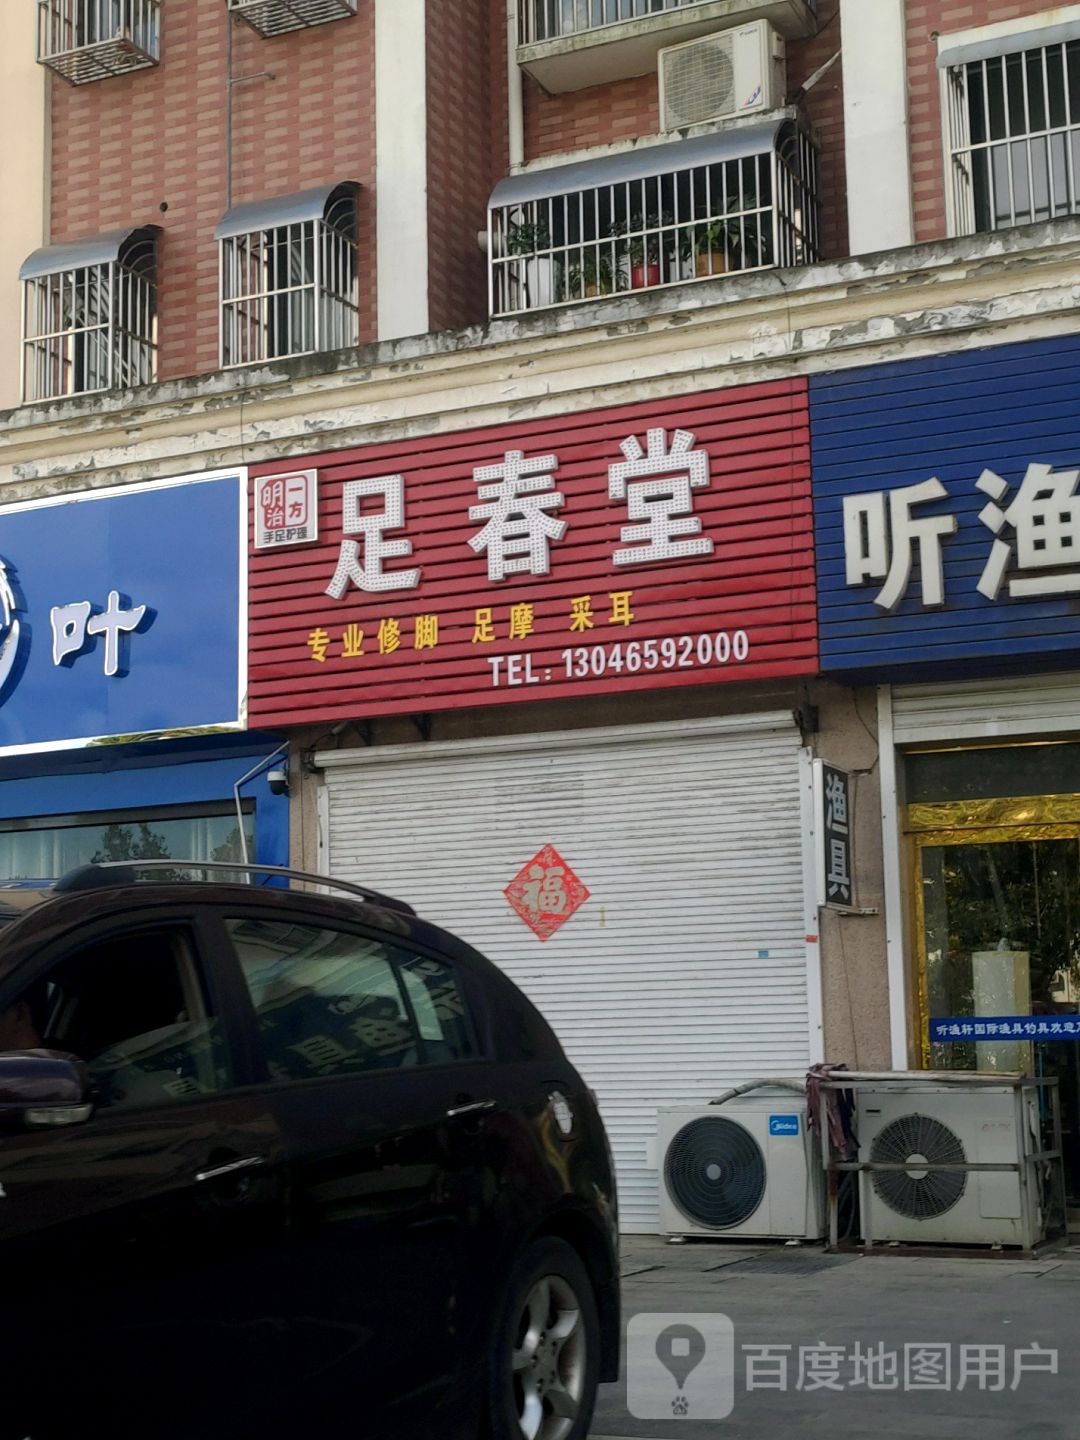 叶
明治
一方
手足护理
足春堂
专业修脚 足摩 采耳
TEL:13046592000
听渔
渔具
福
听渔轩国际渔具钓具欢迎
Midea
百度地图用户